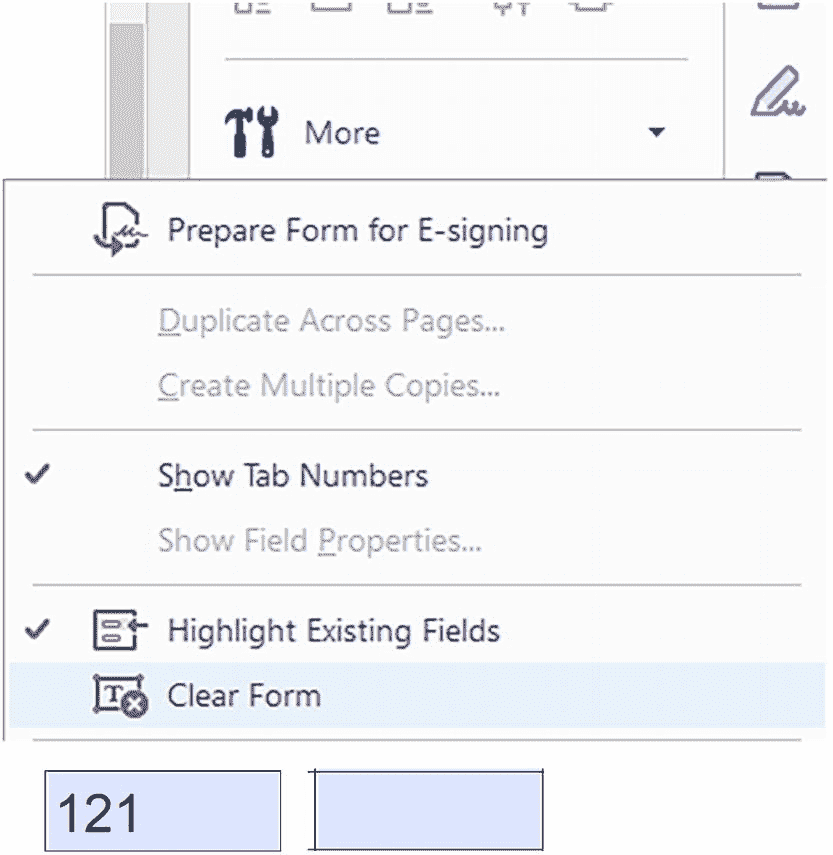 More
Prepare Form for E-signing
Duplicate Across Pages...
Create Multiple Copies...
Show Tab Numbers
Show Field Properties...
Highlight Existing Fields
Clear Form
121